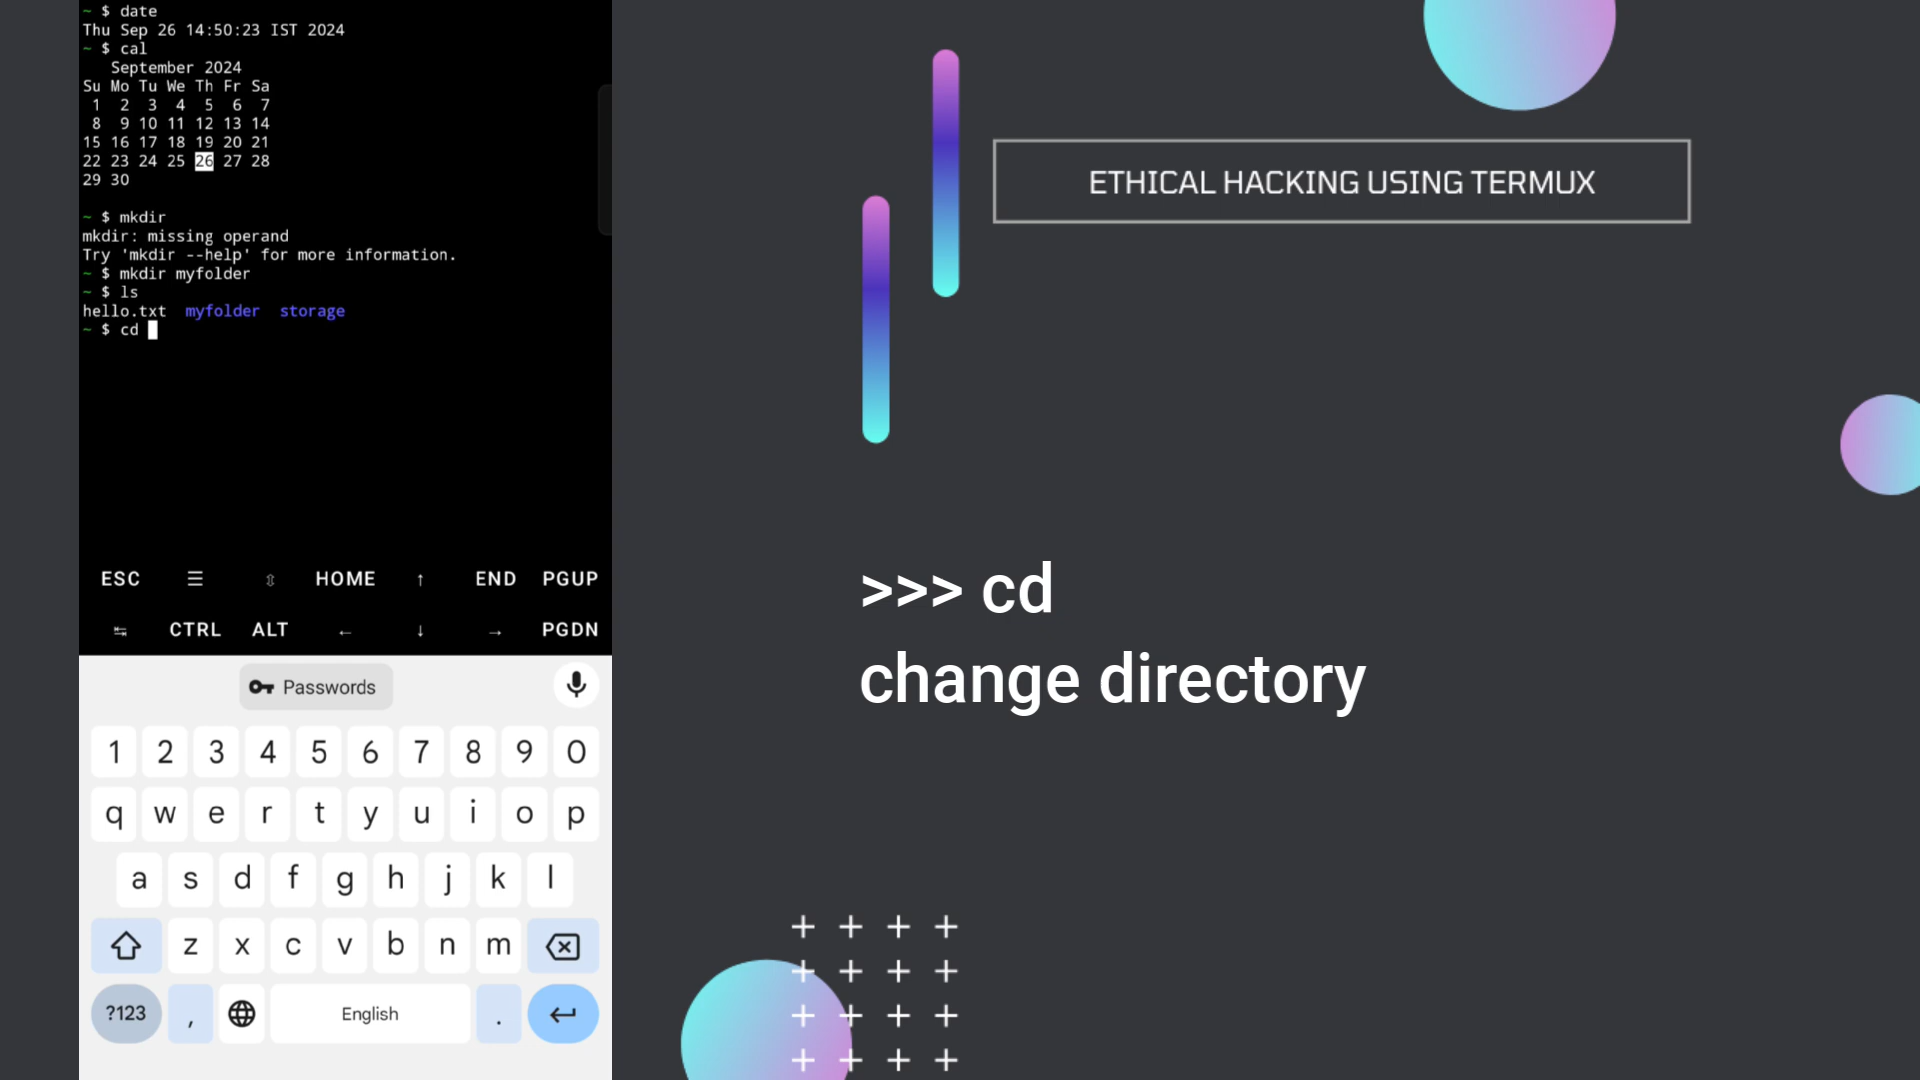 ~ $ date
Thu Sep 26 14:50:23 IST 2024
~ $ cal
September 2024
Su Mo Tu We Th Fr Sa
1 2 3 4 5 6 7
8 9 10 11 12 13 14
15 16 17 18 19 20 21
22 23 24 25 26 27 28
29 30
~ $ mkdir
mkdir: missing operand
Try 'mkdir --help' for more information.
~ $ mkdir myfolder
~ $ ls
hello.txt myfolder storage
~ $ cd
ESC ☰ ⇳ HOME ↑ END PGUP
↹ CTRL ALT ← ↓ → PGDN
Passwords
1 2 3 4 5 6 7 8 9 0
q w e r t y u i o p
a s d f g h j k l
z x c v b n m
?123 , English .
ETHICAL HACKING USING TERMUX
>>> cd
change directory